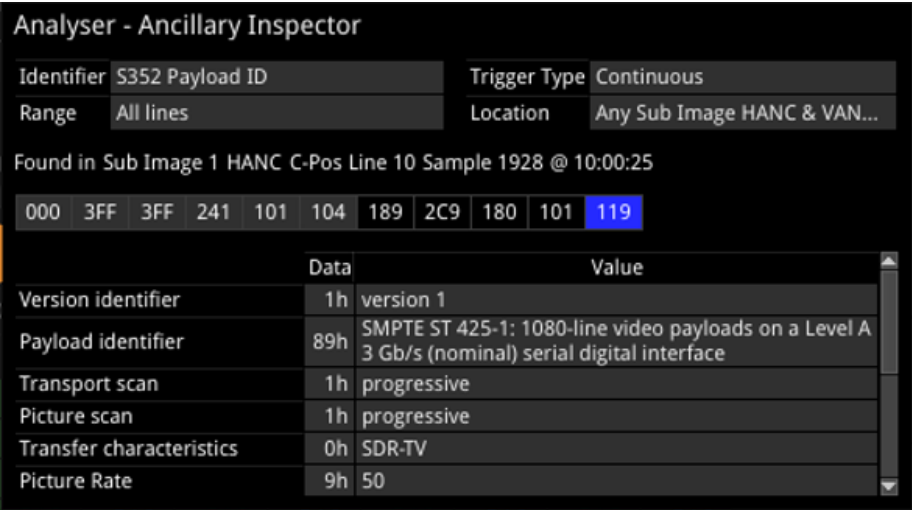 Analyser - Ancillary Inspector
Identifier S352 Payload ID Trigger Type Continuous
Range All lines Location Any Sub Image HANC & VAN...
Found in Sub Image 1 HANC C-Pos Line 10 Sample 1928 @ 10:00:25
000 3FF 3FF 241 101 104 189 2C9 180 101 119
Data Value
Version identifier 1h version 1
Payload identifier 89h SMPTE ST 425-1: 1080-line video payloads on a Level A
3 Gb/s (nominal) serial digital interface
Transport scan 1h progressive
Picture scan 1h progressive
Transfer characteristics 0h SDR-TV
Picture Rate 9h 50